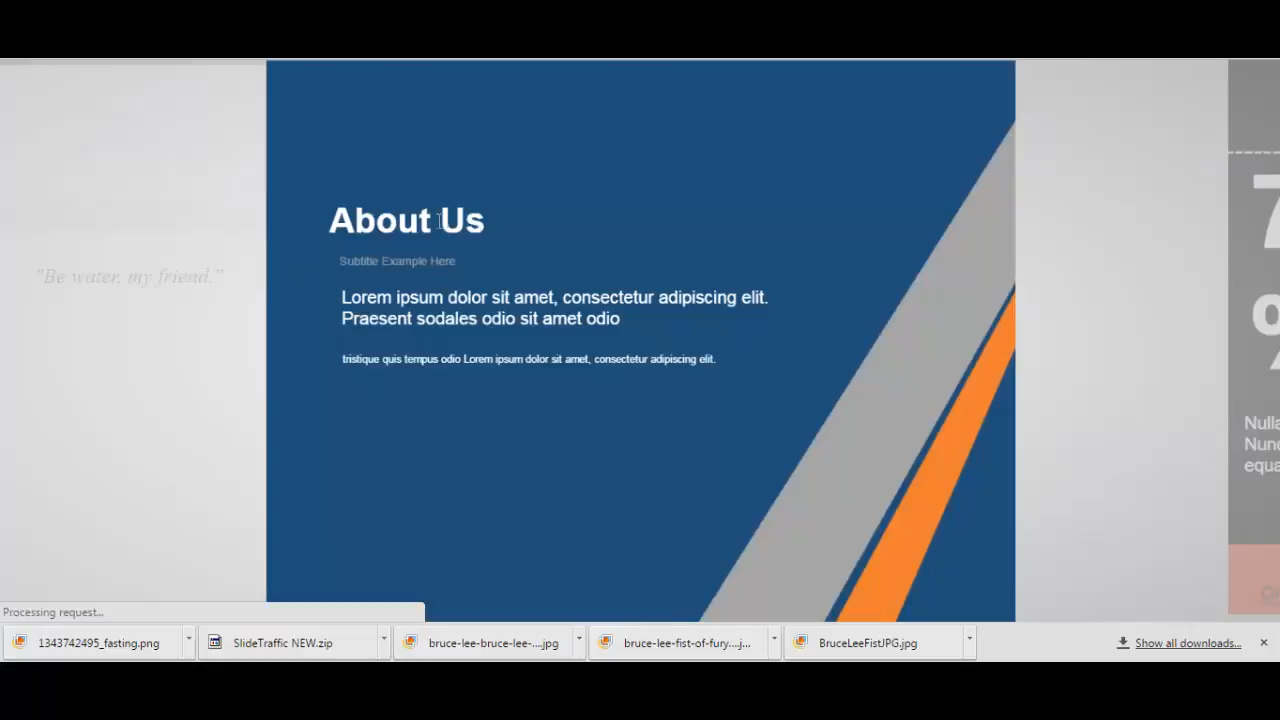 "Be water, my friend."
About Us
Subtitle Example Here
Lorem ipsum dolor sit amet, consectetur adipiscing elit.
Praesent sodales odio sit amet odio
tristique quis tempus odio Lorem ipsum dolor sit amet, consectetur adipiscing elit.
7
Processing request...
1343742495_fasting.png
SlideTraffic NEW.zip
bruce-lee-bruce-lee-....jpg
bruce-lee-fist-of-fury....j...
BruceLeeFistJPG.jpg
Show all downloads...